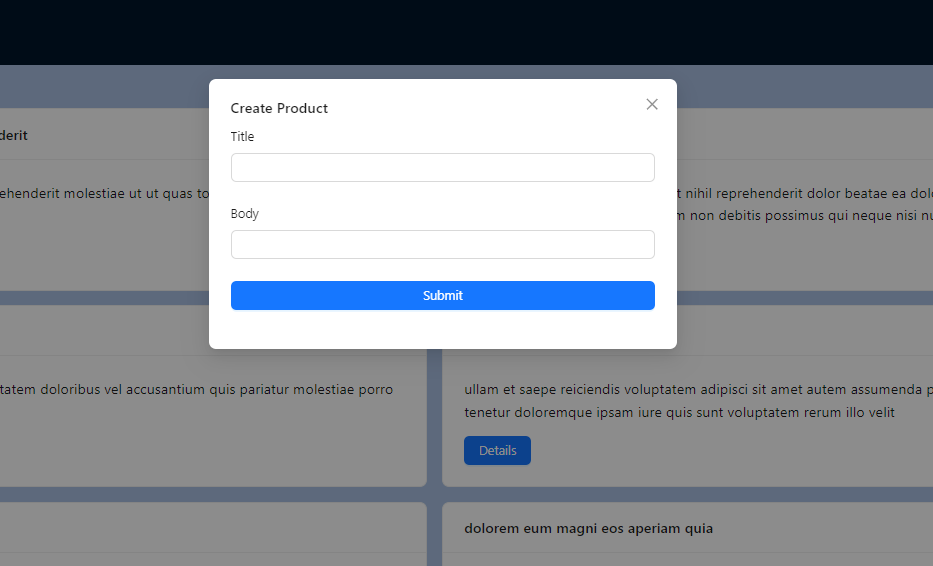 Create Product
Title
Body
Submit
derit
ehenderit molestiae ut ut quas
nihil reprehenderit dolor beatae ea
non debitis possimus qui neque nisi
tatem doloribus vel accusantium quis pariatur molestiae porro
ullam et saepe reiciendis voluptatem adipisci sit amet autem assumenda
tenetur doloremque ipsam iure quis sunt voluptatem rerum illo velit
Details
dolorem eum magni eos aperiam quia